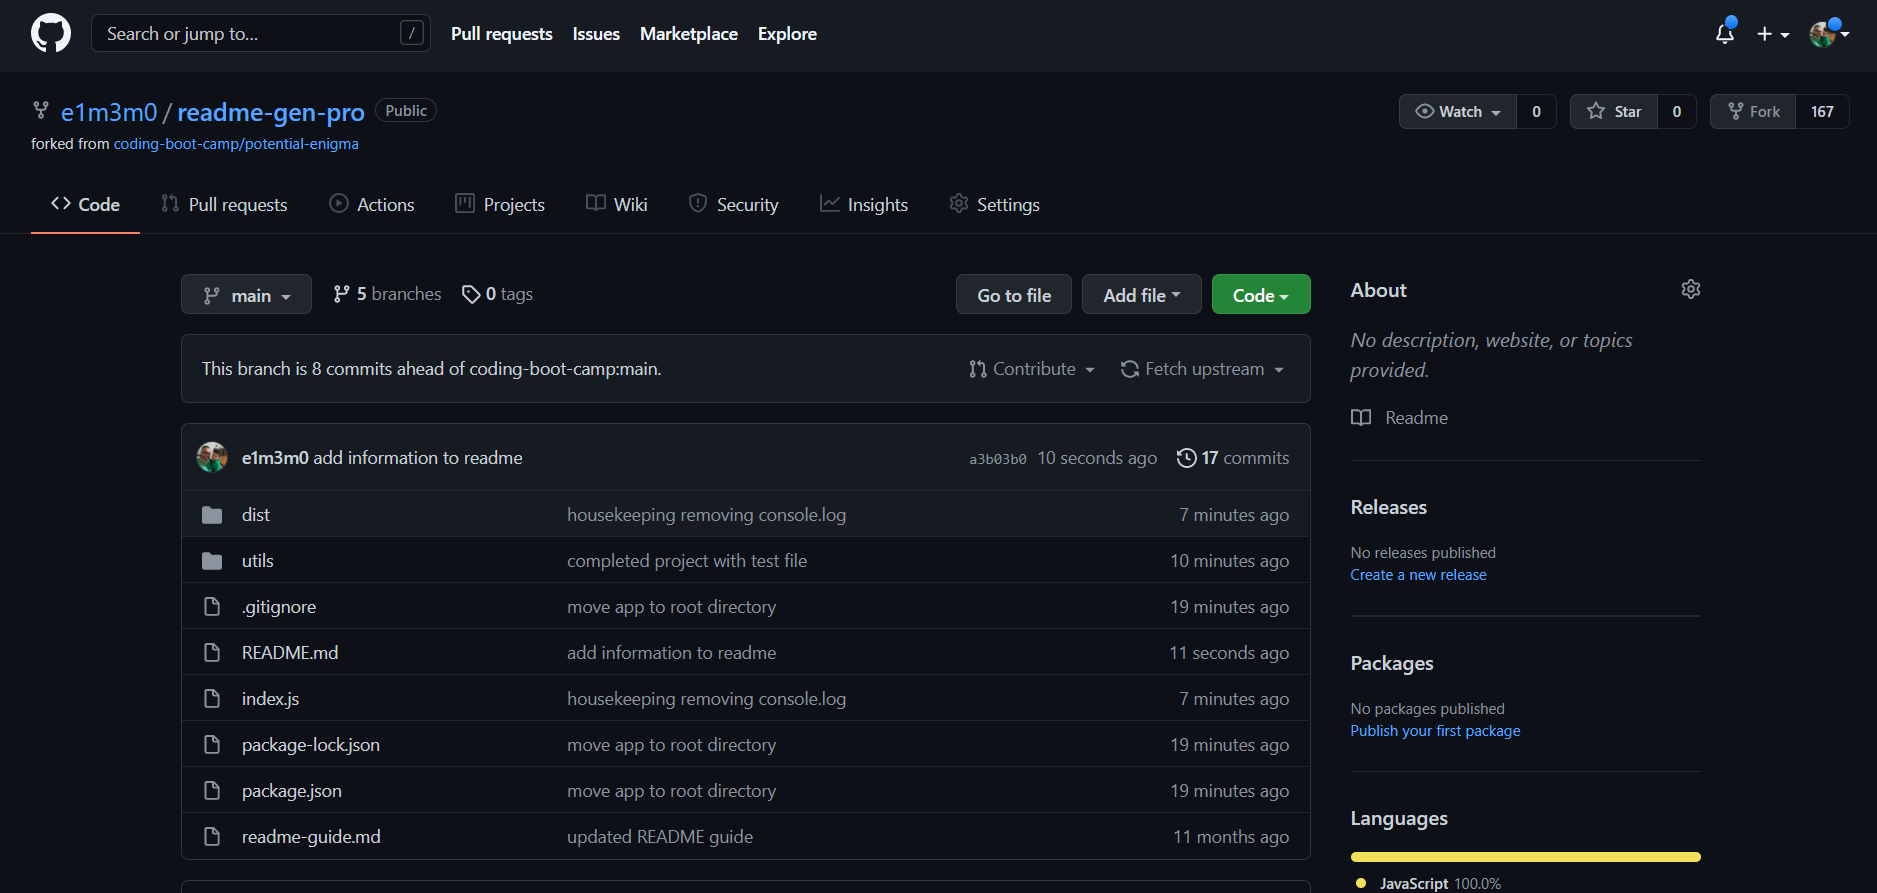 Search or jump to... /
Pull requests Issues Marketplace Explore
e1m3m0 / readme-gen-pro Public
forked from coding-boot-camp/potential-enigma
Watch 0 Star 0 Fork 167
Code Pull requests Actions Projects Wiki Security Insights Settings
main 5 branches 0 tags Go to file Add file Code
This branch is 8 commits ahead of coding-boot-camp:main. Contribute Fetch upstream
e1m3m0 add information to readme a3b03b0 10 seconds ago 17 commits
dist housekeeping removing console.log 7 minutes ago
utils completed project with test file 10 minutes ago
.gitignore move app to root directory 19 minutes ago
README.md add information to readme 11 seconds ago
index.js housekeeping removing console.log 7 minutes ago
package-lock.json move app to root directory 19 minutes ago
package.json move app to root directory 19 minutes ago
readme-guide.md updated README guide 11 months ago
About
No description, website, or topics
provided.
Readme
Releases
No releases published
Create a new release
Packages
No packages published
Publish your first package
Languages
JavaScript 100.0%